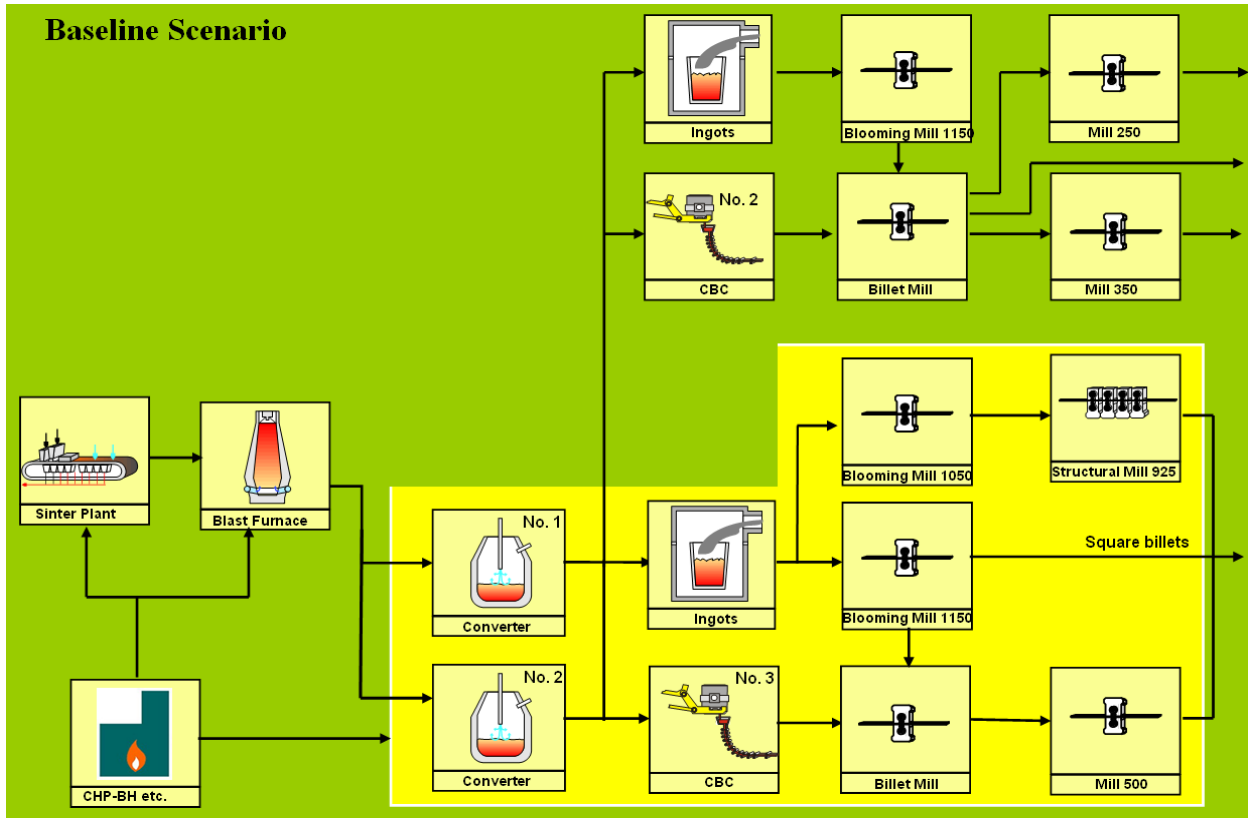 Baseline Scenario
Ingots
Blooming Mill 1150
Mill 250
No. 2
CBC
Billet Mill
Mill 350
Sinter Plant
Blast Furnace
Blooming Mill 1050
Structural Mill 925
No. 1
Converter
Ingots
Blooming Mill 1150
Square billets
CHP-BH etc.
No. 2
Converter
No. 3
CBC
Billet Mill
Mill 500